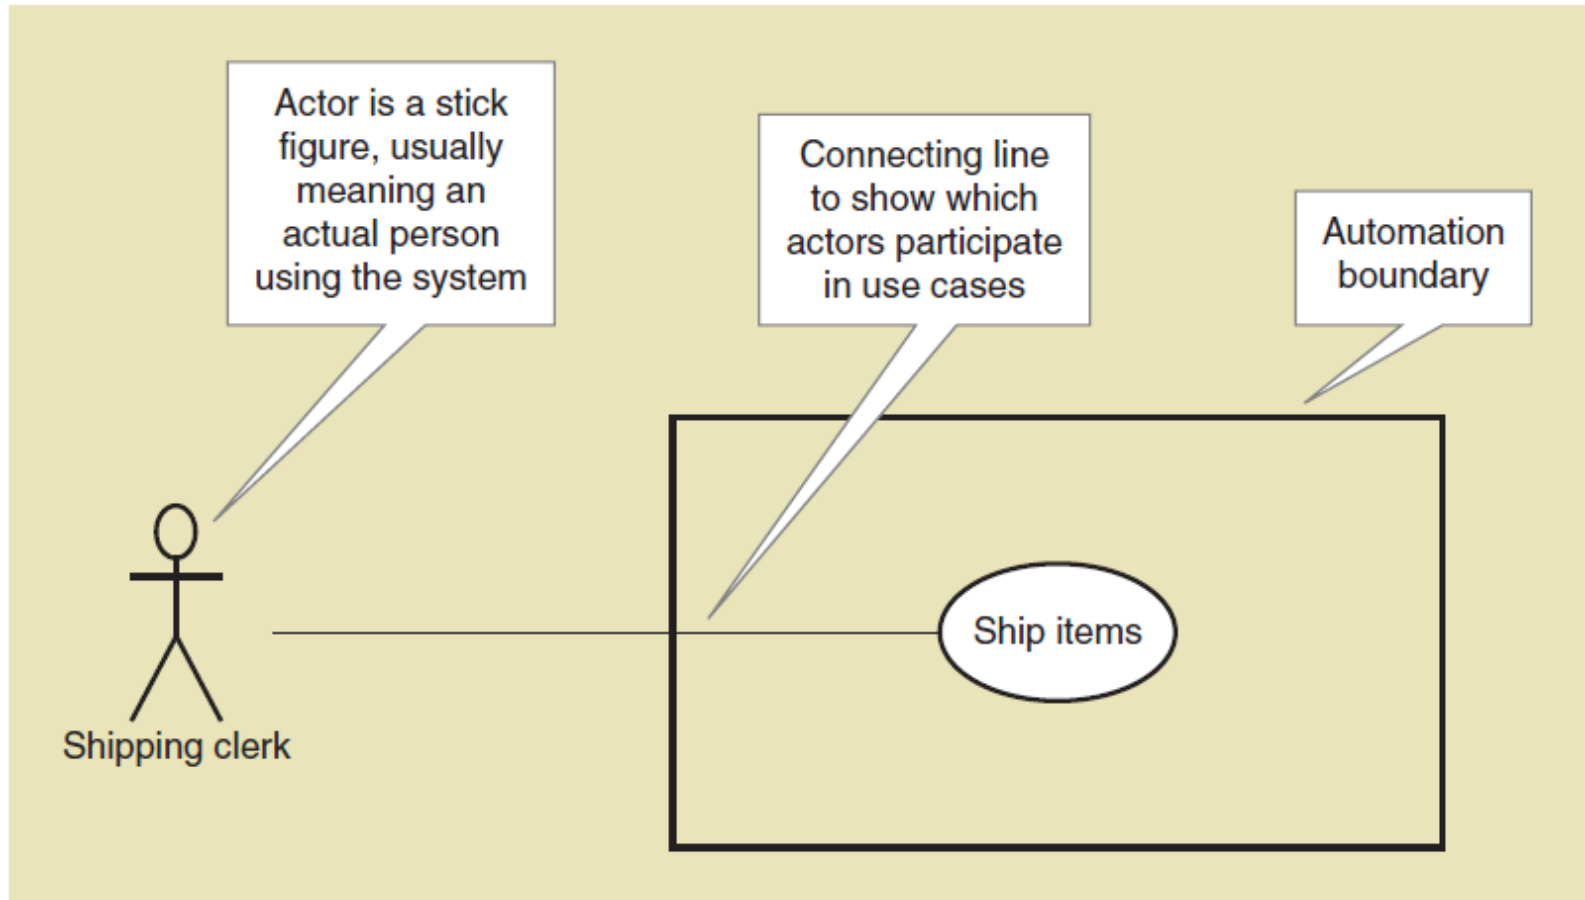 Actor is a stick
figure, usually
meaning an
actual person
using the system
Connecting line
to show which
actors participate
in use cases
Automation
boundary
Ship items
Shipping clerk